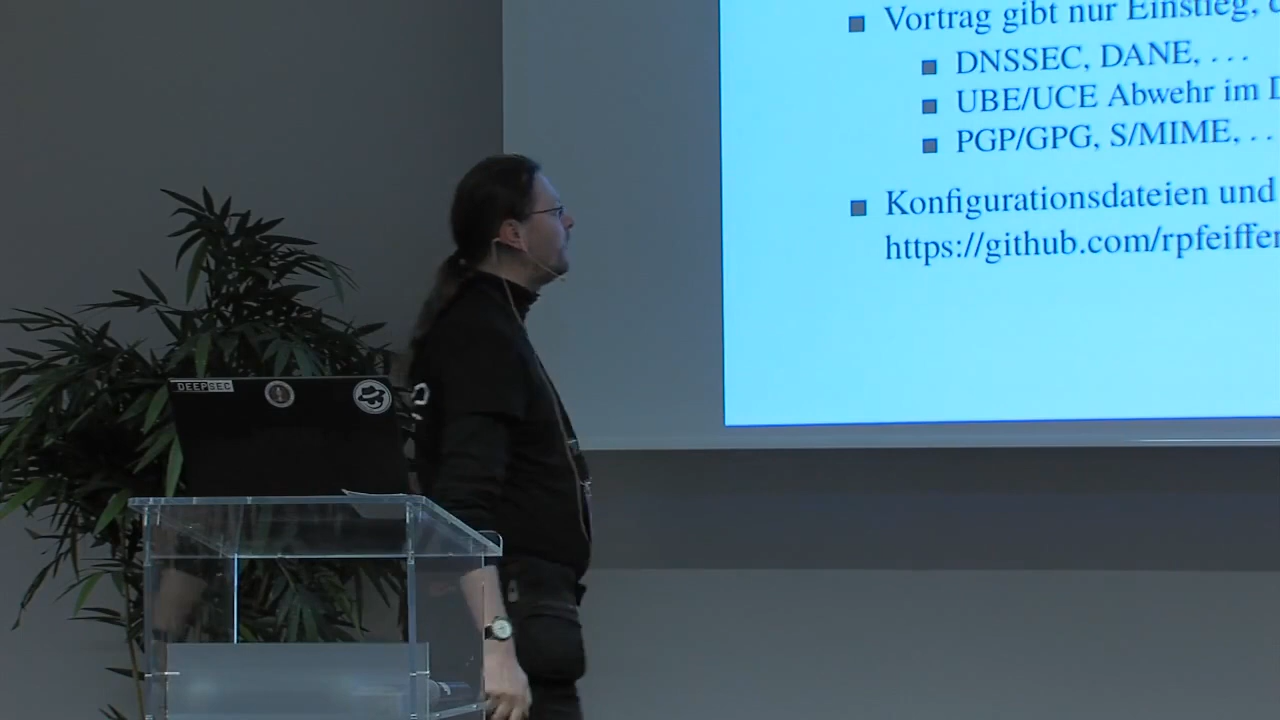 Vortrag gibt nur Einstieg,
DNSSEC, DANE, . . .
UBE/UCE Abwehr im
PGP/GPG, S/MIME, . .
Konfigurationsdateien und
https://github.com/rpfeiffer
DEEPSEC